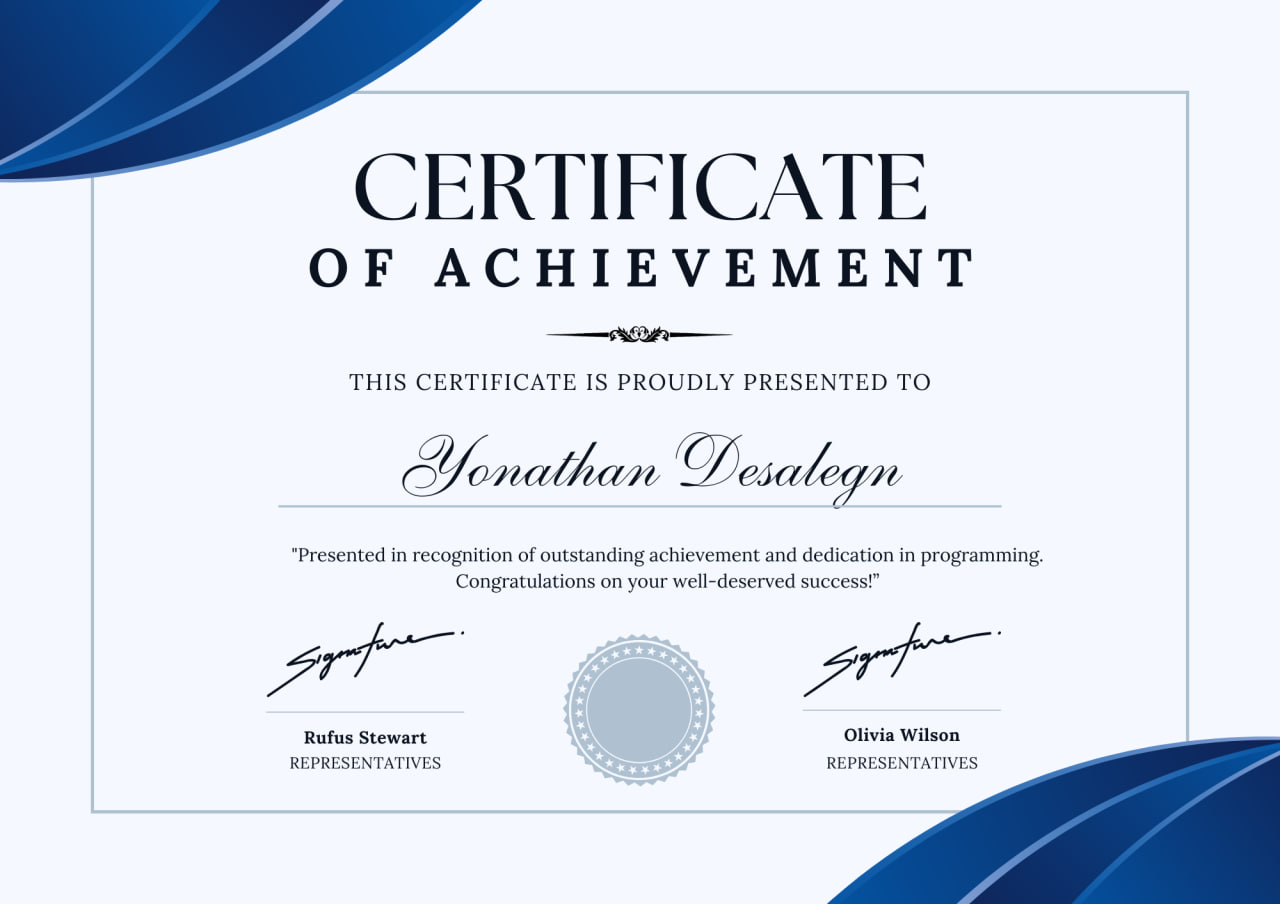 CERTIFICATE
OF ACHIEVEMENT
THIS CERTIFICATE IS PROUDLY PRESENTED TO
Yonathan Desalegn
"Presented in recognition of outstanding achievement and dedication in programming.
Congratulations on your well-deserved success!”
Signature
Signature
Rufus Stewart
Olivia Wilson
REPRESENTATIVES
REPRESENTATIVES